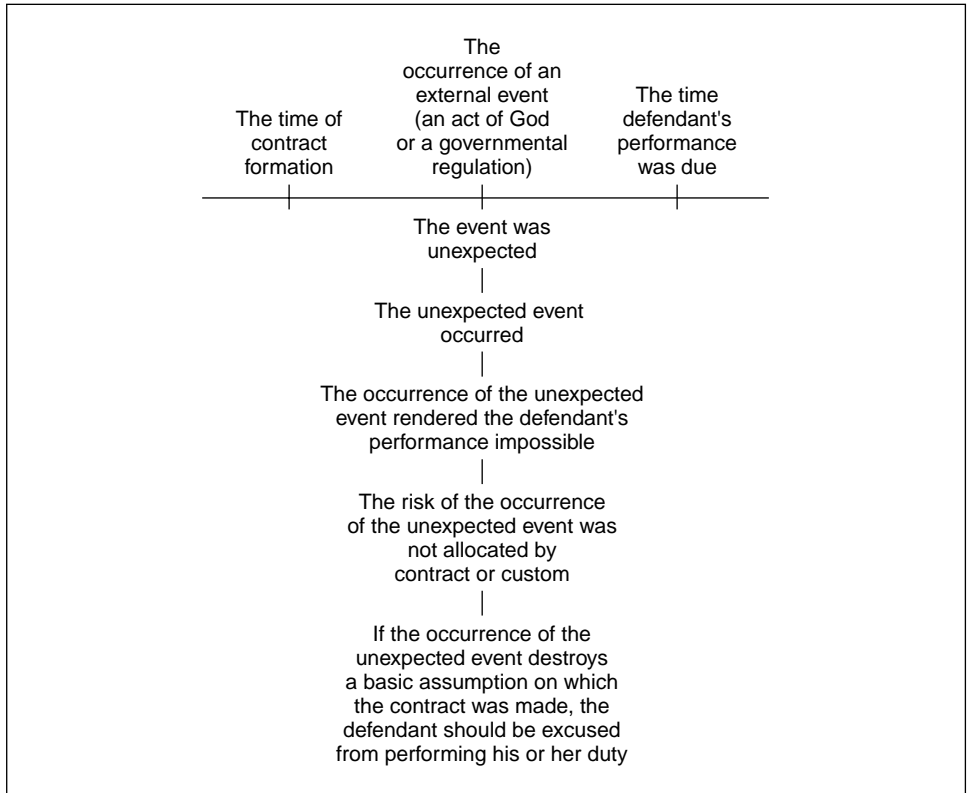 The time of
contract
formation
The
occurrence of an
external event
(an act of God
or a governmental
regulation)
The time
defendant's
performance
was due
The event was
unexpected
The unexpected event
occurred
The occurrence of the unexpected
event rendered the defendant's
performance impossible
The risk of the occurrence
of the unexpected event was
not allocated by
contract or custom
If the occurrence of the
unexpected event destroys
a basic assumption on which
the contract was made, the
defendant should be excused
from performing his or her duty